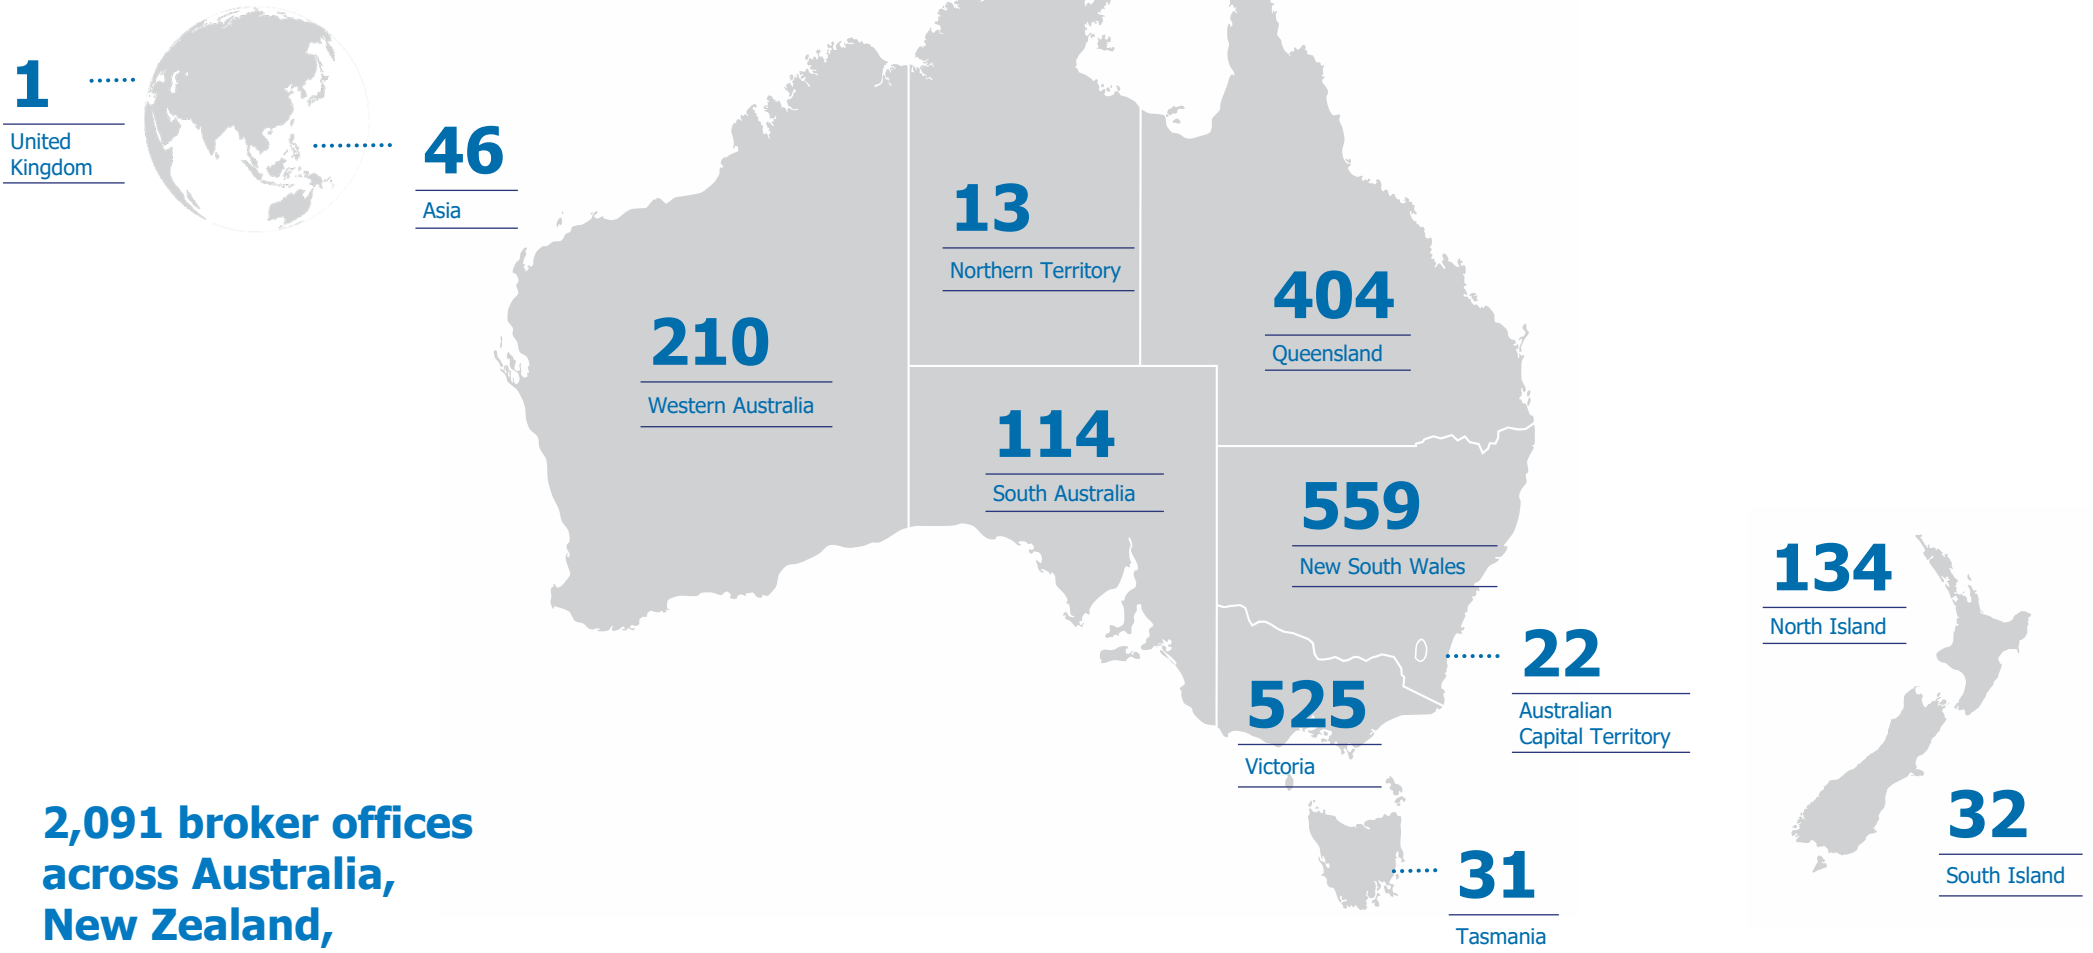 1
United
Kingdom
46
Asia
13
Northern Territory
404
Queensland
210
Western Australia
114
South Australia
559
New South Wales
134
North Island
22
Australian
Capital Territory
525
Victoria
32
South Island
31
Tasmania
2,091 broker offices
across Australia,
New Zealand,